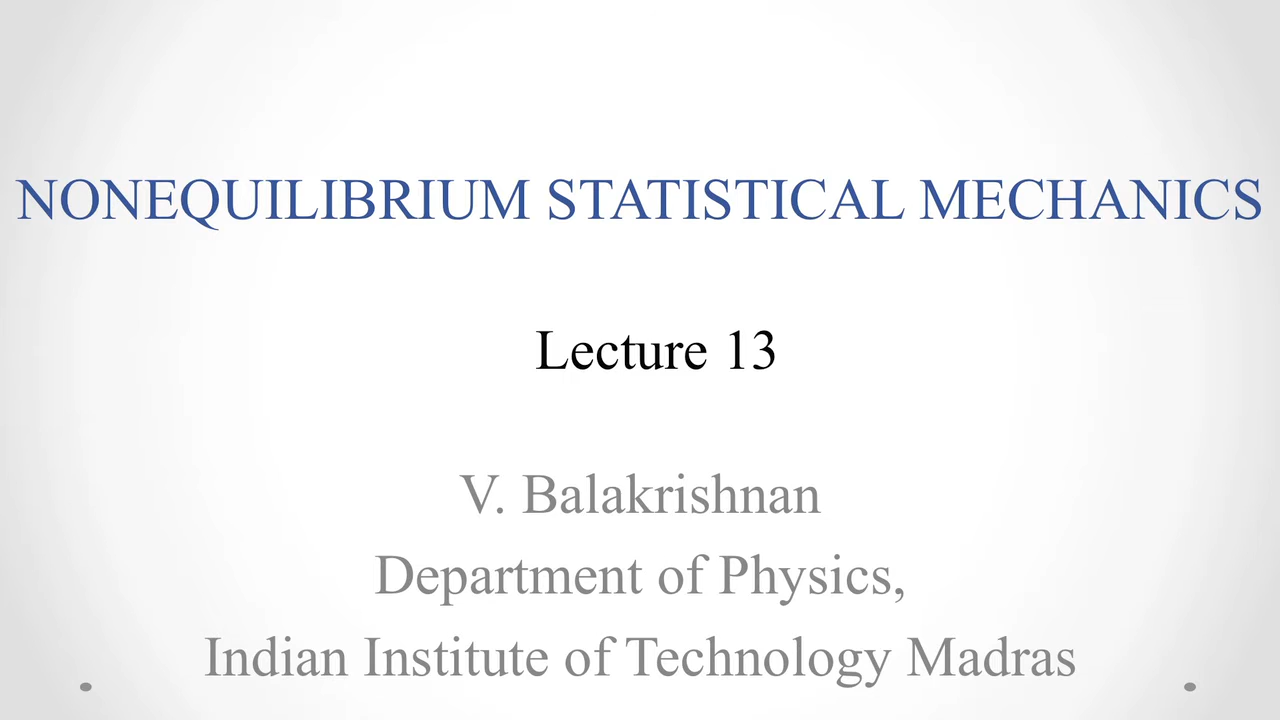 NONEQUILIBRIUM STATISTICAL MECHANICS
Lecture 13
V. Balakrishnan
Department of Physics,
Indian Institute of Technology Madras